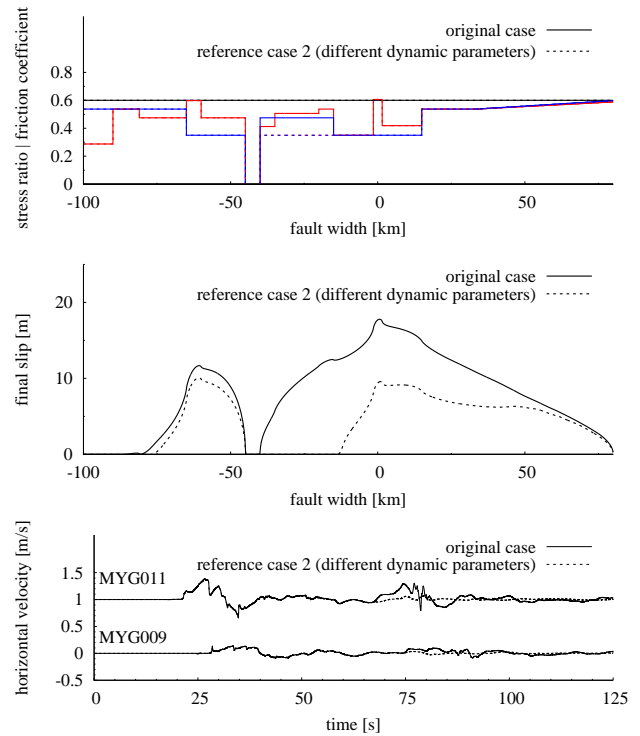 original case
reference case 2 (different dynamic parameters)
stress ratio | friction coefficient
0.8
0.6
0.4
0.2
0
-100
-50
0
50
fault width [km]
original case
reference case 2 (different dynamic parameters)
final slip [m]
20
10
0
-100
-50
0
50
fault width [km]
original case
reference case 2 (different dynamic parameters)
horizontal velocity [m/s]
1.5
MYG011
1
0.5
MYG009
0
-0.5
0
25
50
75
100
125
time [s]